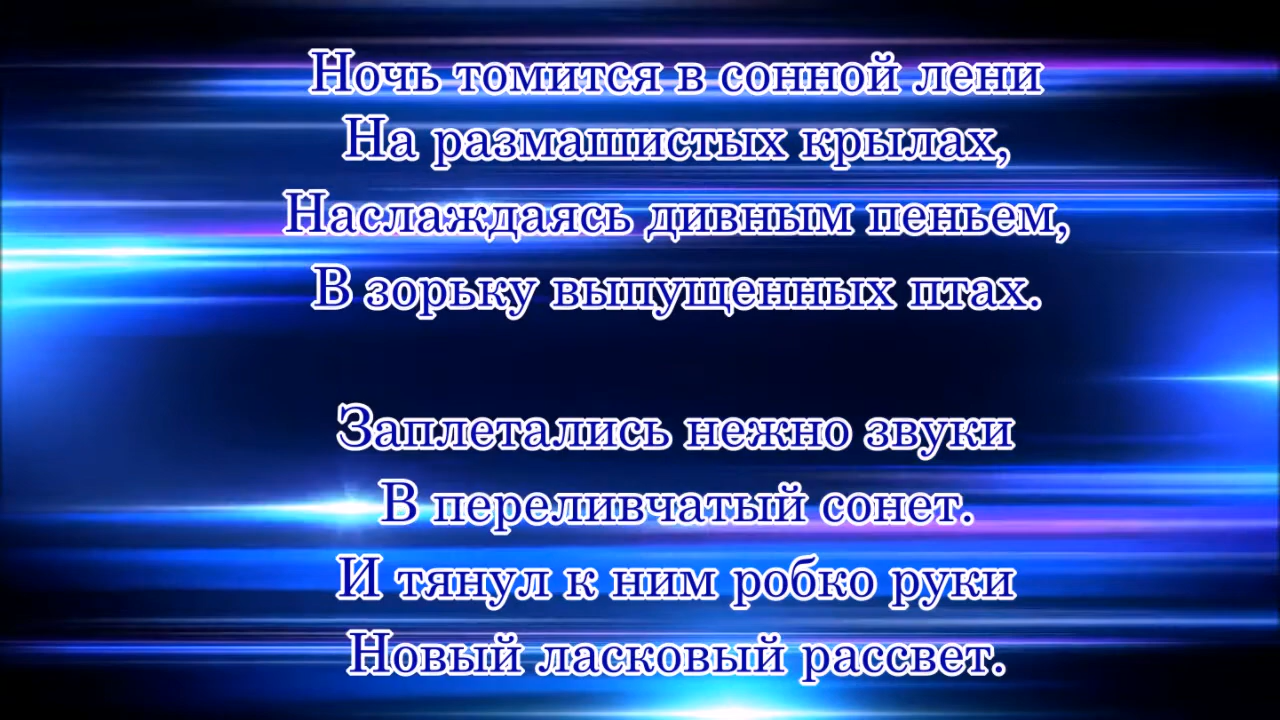 Ночь томится в сонной лени
На размашистых крылах,
Наслаждаясь дивным пеньем,
В зорьку выпущенных птах.
Заплетались нежно звуки
В переливчатый сонет.
И тянул к ним робко руки
Новый ласковый рассвет.